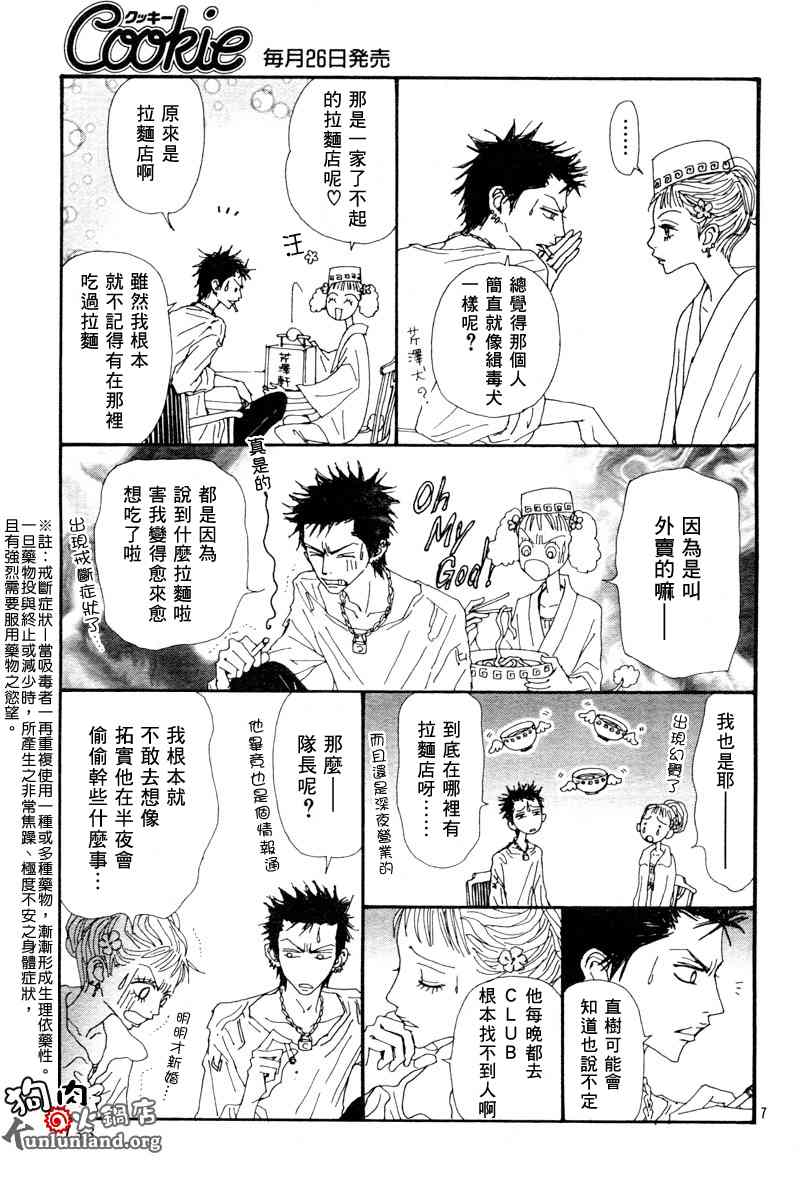 クッキー
Cookie
毎月26日発売
……
總覺得那個人
簡直就像緝毒犬
一樣呢？
芹澤犬？
那是一家了不起
的拉麵店呢♡
原來是
拉麵店啊
汪
芹澤軒
雖然我根本
就不記得有在那裡
吃過拉麵
因為是叫
外賣的嘛——
Oh
My
God!
真是的
都是因為
說到什麼拉麵啦
害我變得愈來愈
想吃了啦
出現戒斷症狀了…
我也是耶——
出現幻覺了
到底在哪裡有
拉麵店呀……
而且還是深夜營業的
那麼——
隊長呢？
他畢竟也是個情報通
我根本就
不敢去想像
拓實他在半夜會
偷偷幹些什麼事…
明明才新婚…
直樹可能會
知道也說不定
他每晚都去
CLUB
根本找不到人啊
※註：戒斷症狀—當吸毒者一再重複使用一種或多種藥物，漸漸形成生理依藥性。
一旦藥物投與終止或減少時，所產生之非常焦躁、極度不安之身體症狀，
且有強烈需要服用藥物之慾望。
狗肉
火鍋店
Kunlunland.org
7